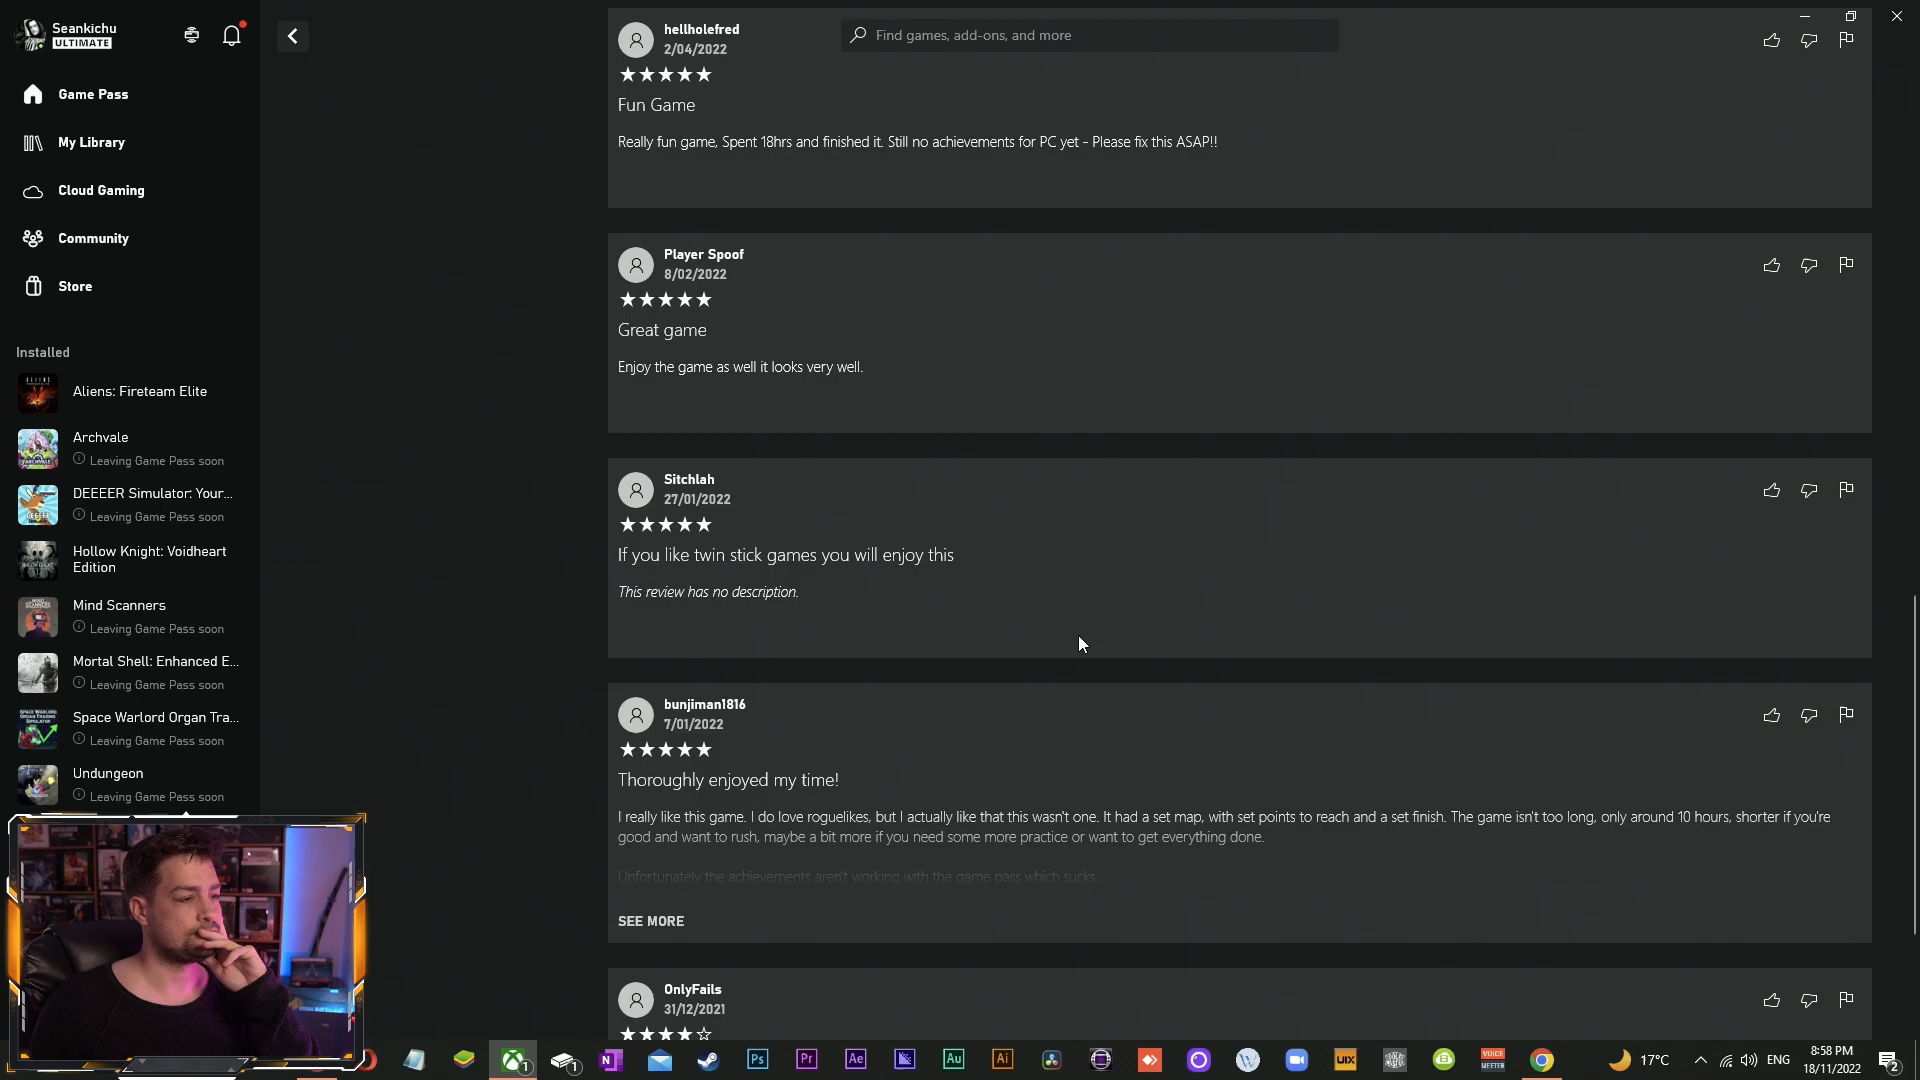 Seankichu
ULTIMATE
Game Pass
My Library
Cloud Gaming
Community
Store
Installed
Aliens: Fireteam Elite
Archvale
Leaving Game Pass soon
DEEEER Simulator: Your...
Leaving Game Pass soon
Hollow Knight: Voidheart
Edition
Mind Scanners
Leaving Game Pass soon
Mortal Shell: Enhanced E...
Leaving Game Pass soon
Space Warlord Organ Tra...
Leaving Game Pass soon
Undungeon
Leaving Game Pass soon
Find games, add-ons, and more
hellholefred
2/04/2022
Fun Game
Really fun game, Spent 18hrs and finished it. Still no achievements for PC yet - Please fix this ASAP!!
Player Spoof
8/02/2022
Great game
Enjoy the game as well it looks very well.
Sitchlah
27/01/2022
If you like twin stick games you will enjoy this
This review has no description.
bunjiman1816
7/01/2022
Thoroughly enjoyed my time!
I really like this game. I do love roguelikes, but I actually like that this wasn't one. It had a set map, with set points to reach and a set finish. The game isn't too long, only around 10 hours, shorter if you're
good and want to rush, maybe a bit more if you need some more practice or want to get everything done.
Unfortunately the achievements aren't working with the game pass which sucks.
SEE MORE
OnlyFails
31/12/2021
1
1
N
Ps
Pr
Ae
Au
Ai
W
UIX
VOICE
MEETER
17°C
ENG
8:58 PM
18/11/2022
2